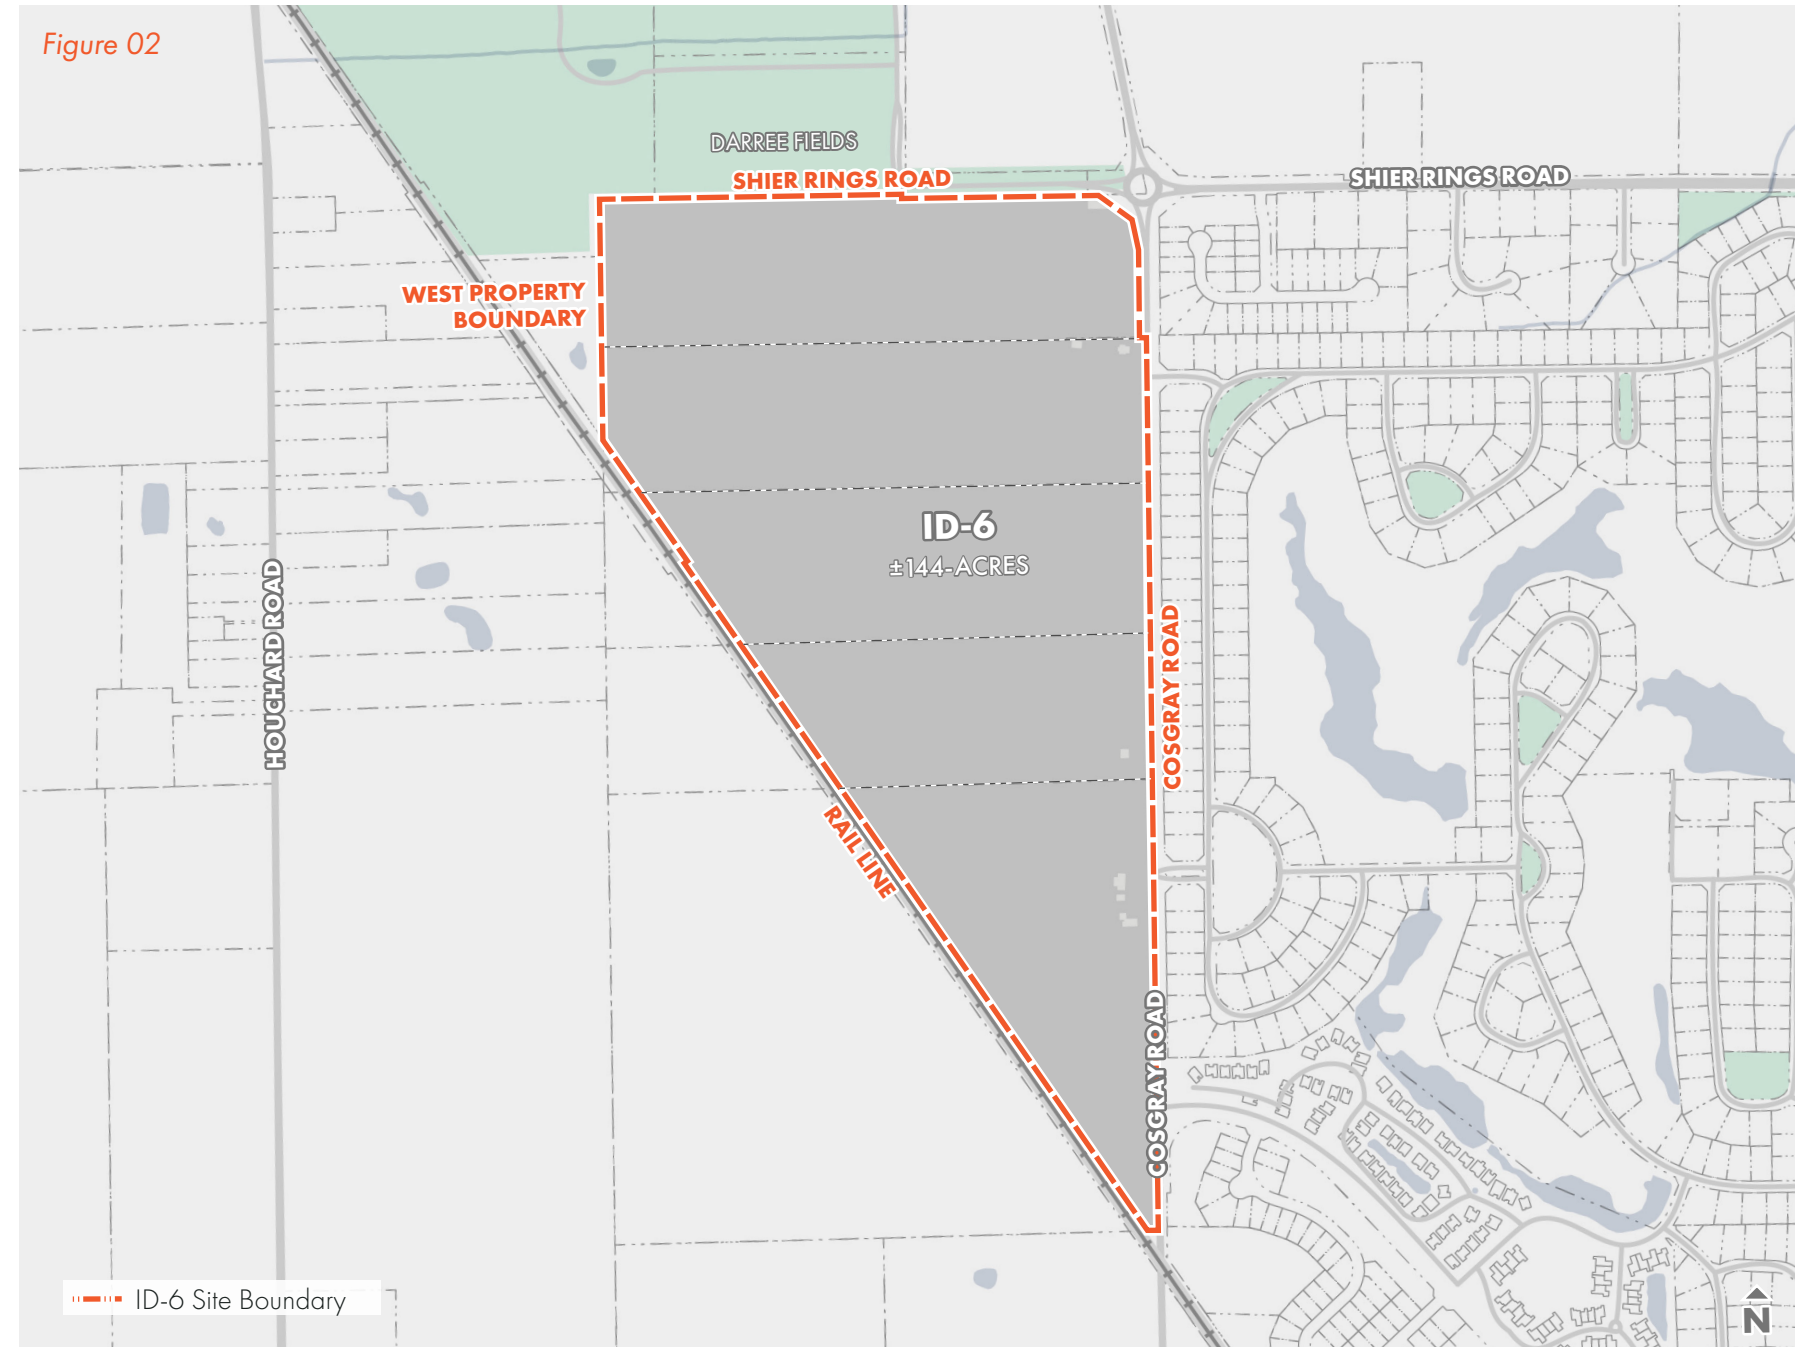 Figure 02
DARREE FIELDS
SHIER RINGS ROAD
SHIER RINGS ROAD
WEST PROPERTY
BOUNDARY
ID-6
±144-ACRES
HOUCHARD ROAD
COSGRAY ROAD
RAIL LINE
COSGRAY ROAD
ID-6 Site Boundary
N